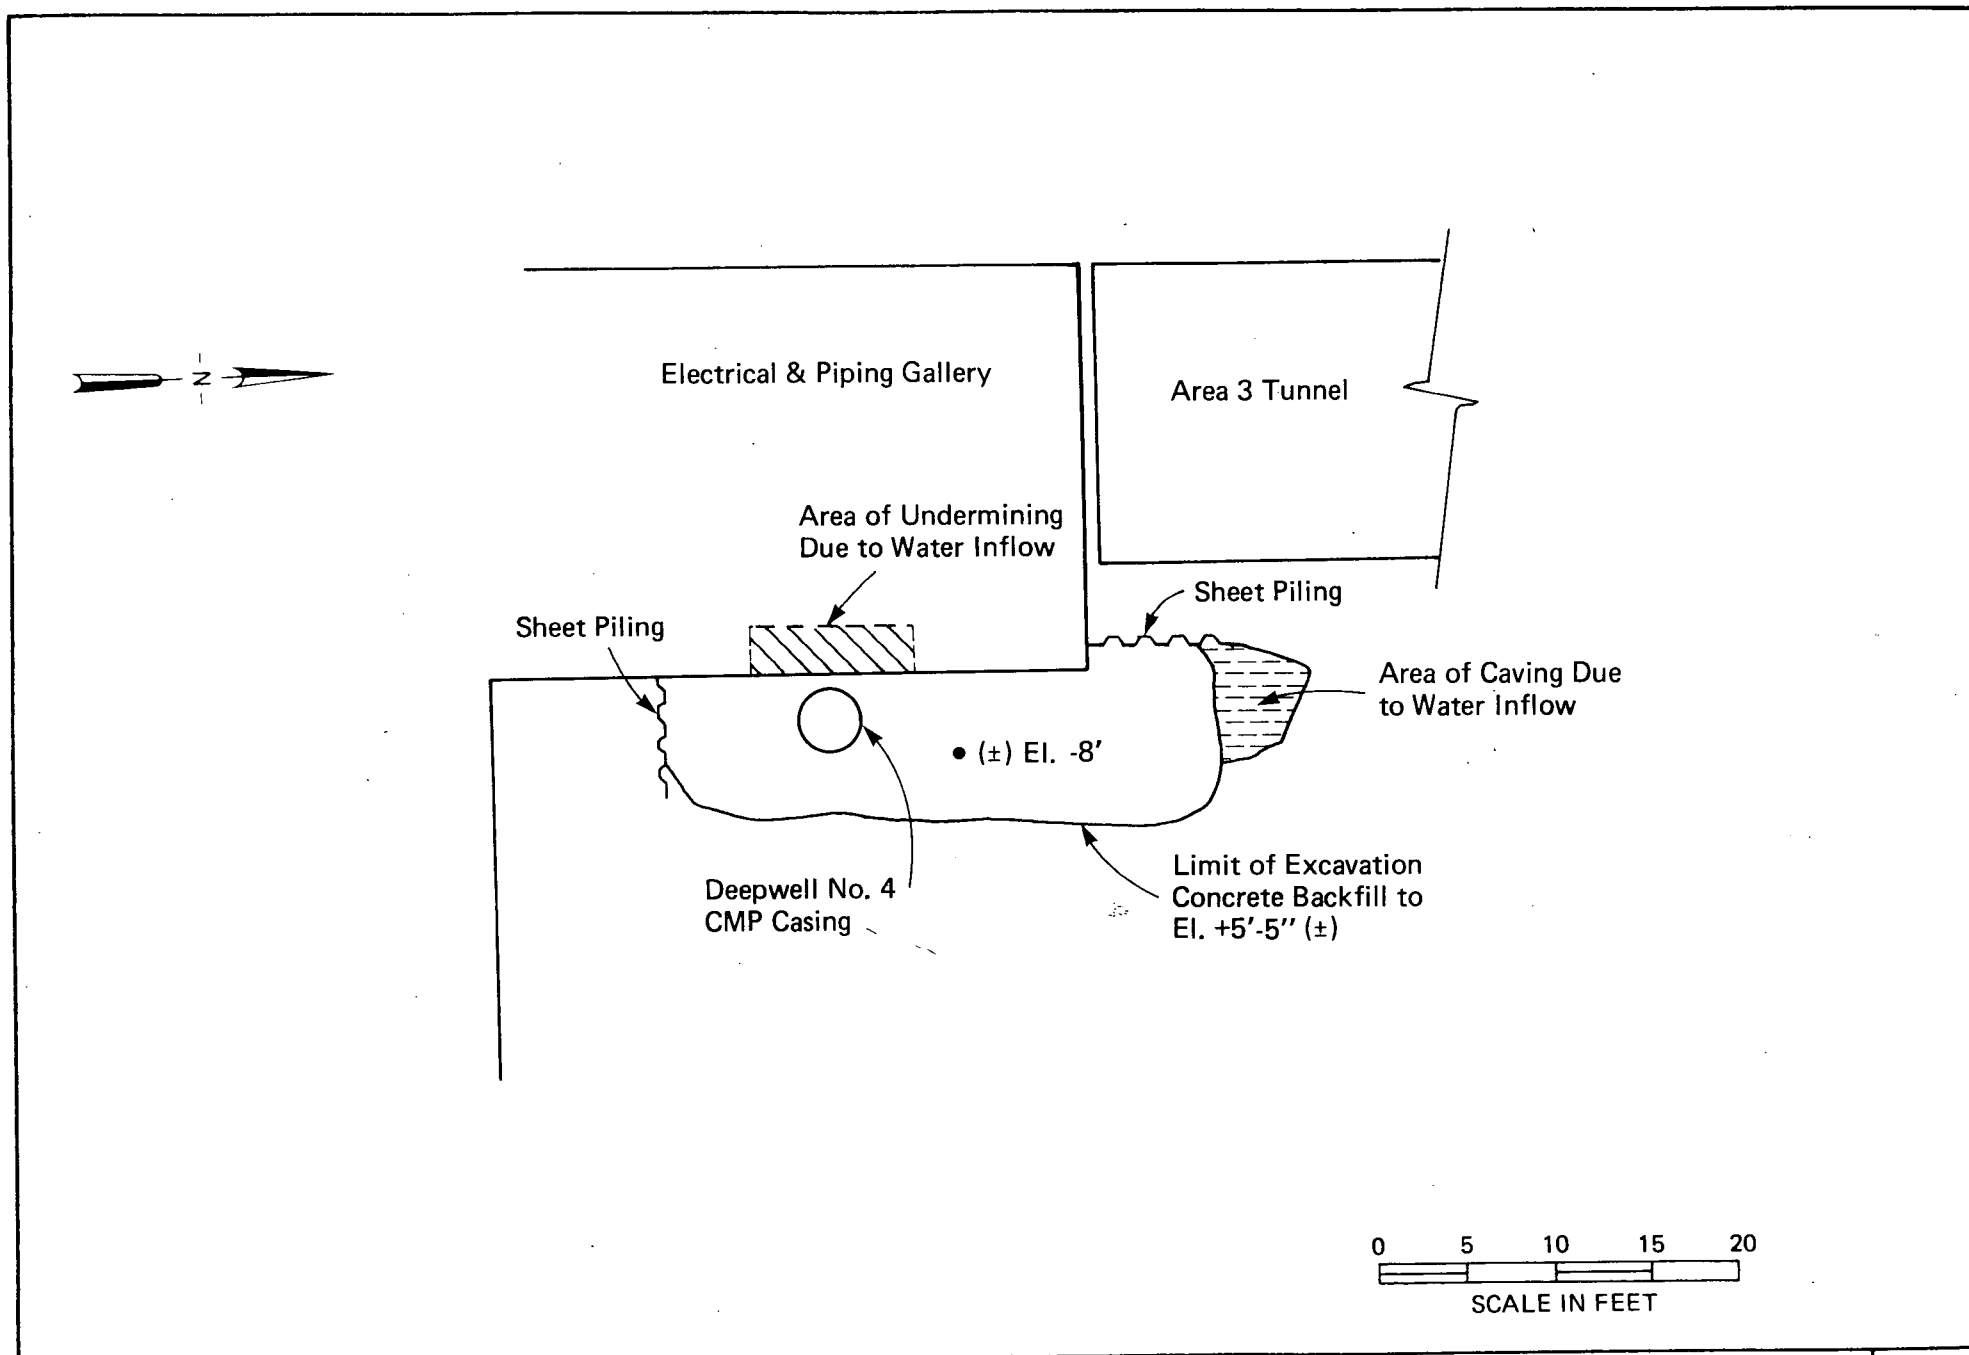 N
Electrical & Piping Gallery
Area 3 Tunnel
Area of Undermining
Due to Water Inflow
Sheet Piling
Sheet Piling
Area of Caving Due
to Water Inflow
(±) El. -8'
Deepwell No. 4
CMP Casing
Limit of Excavation
Concrete Backfill to
El. +5'-5" (±)
0 5 10 15 20
SCALE IN FEET